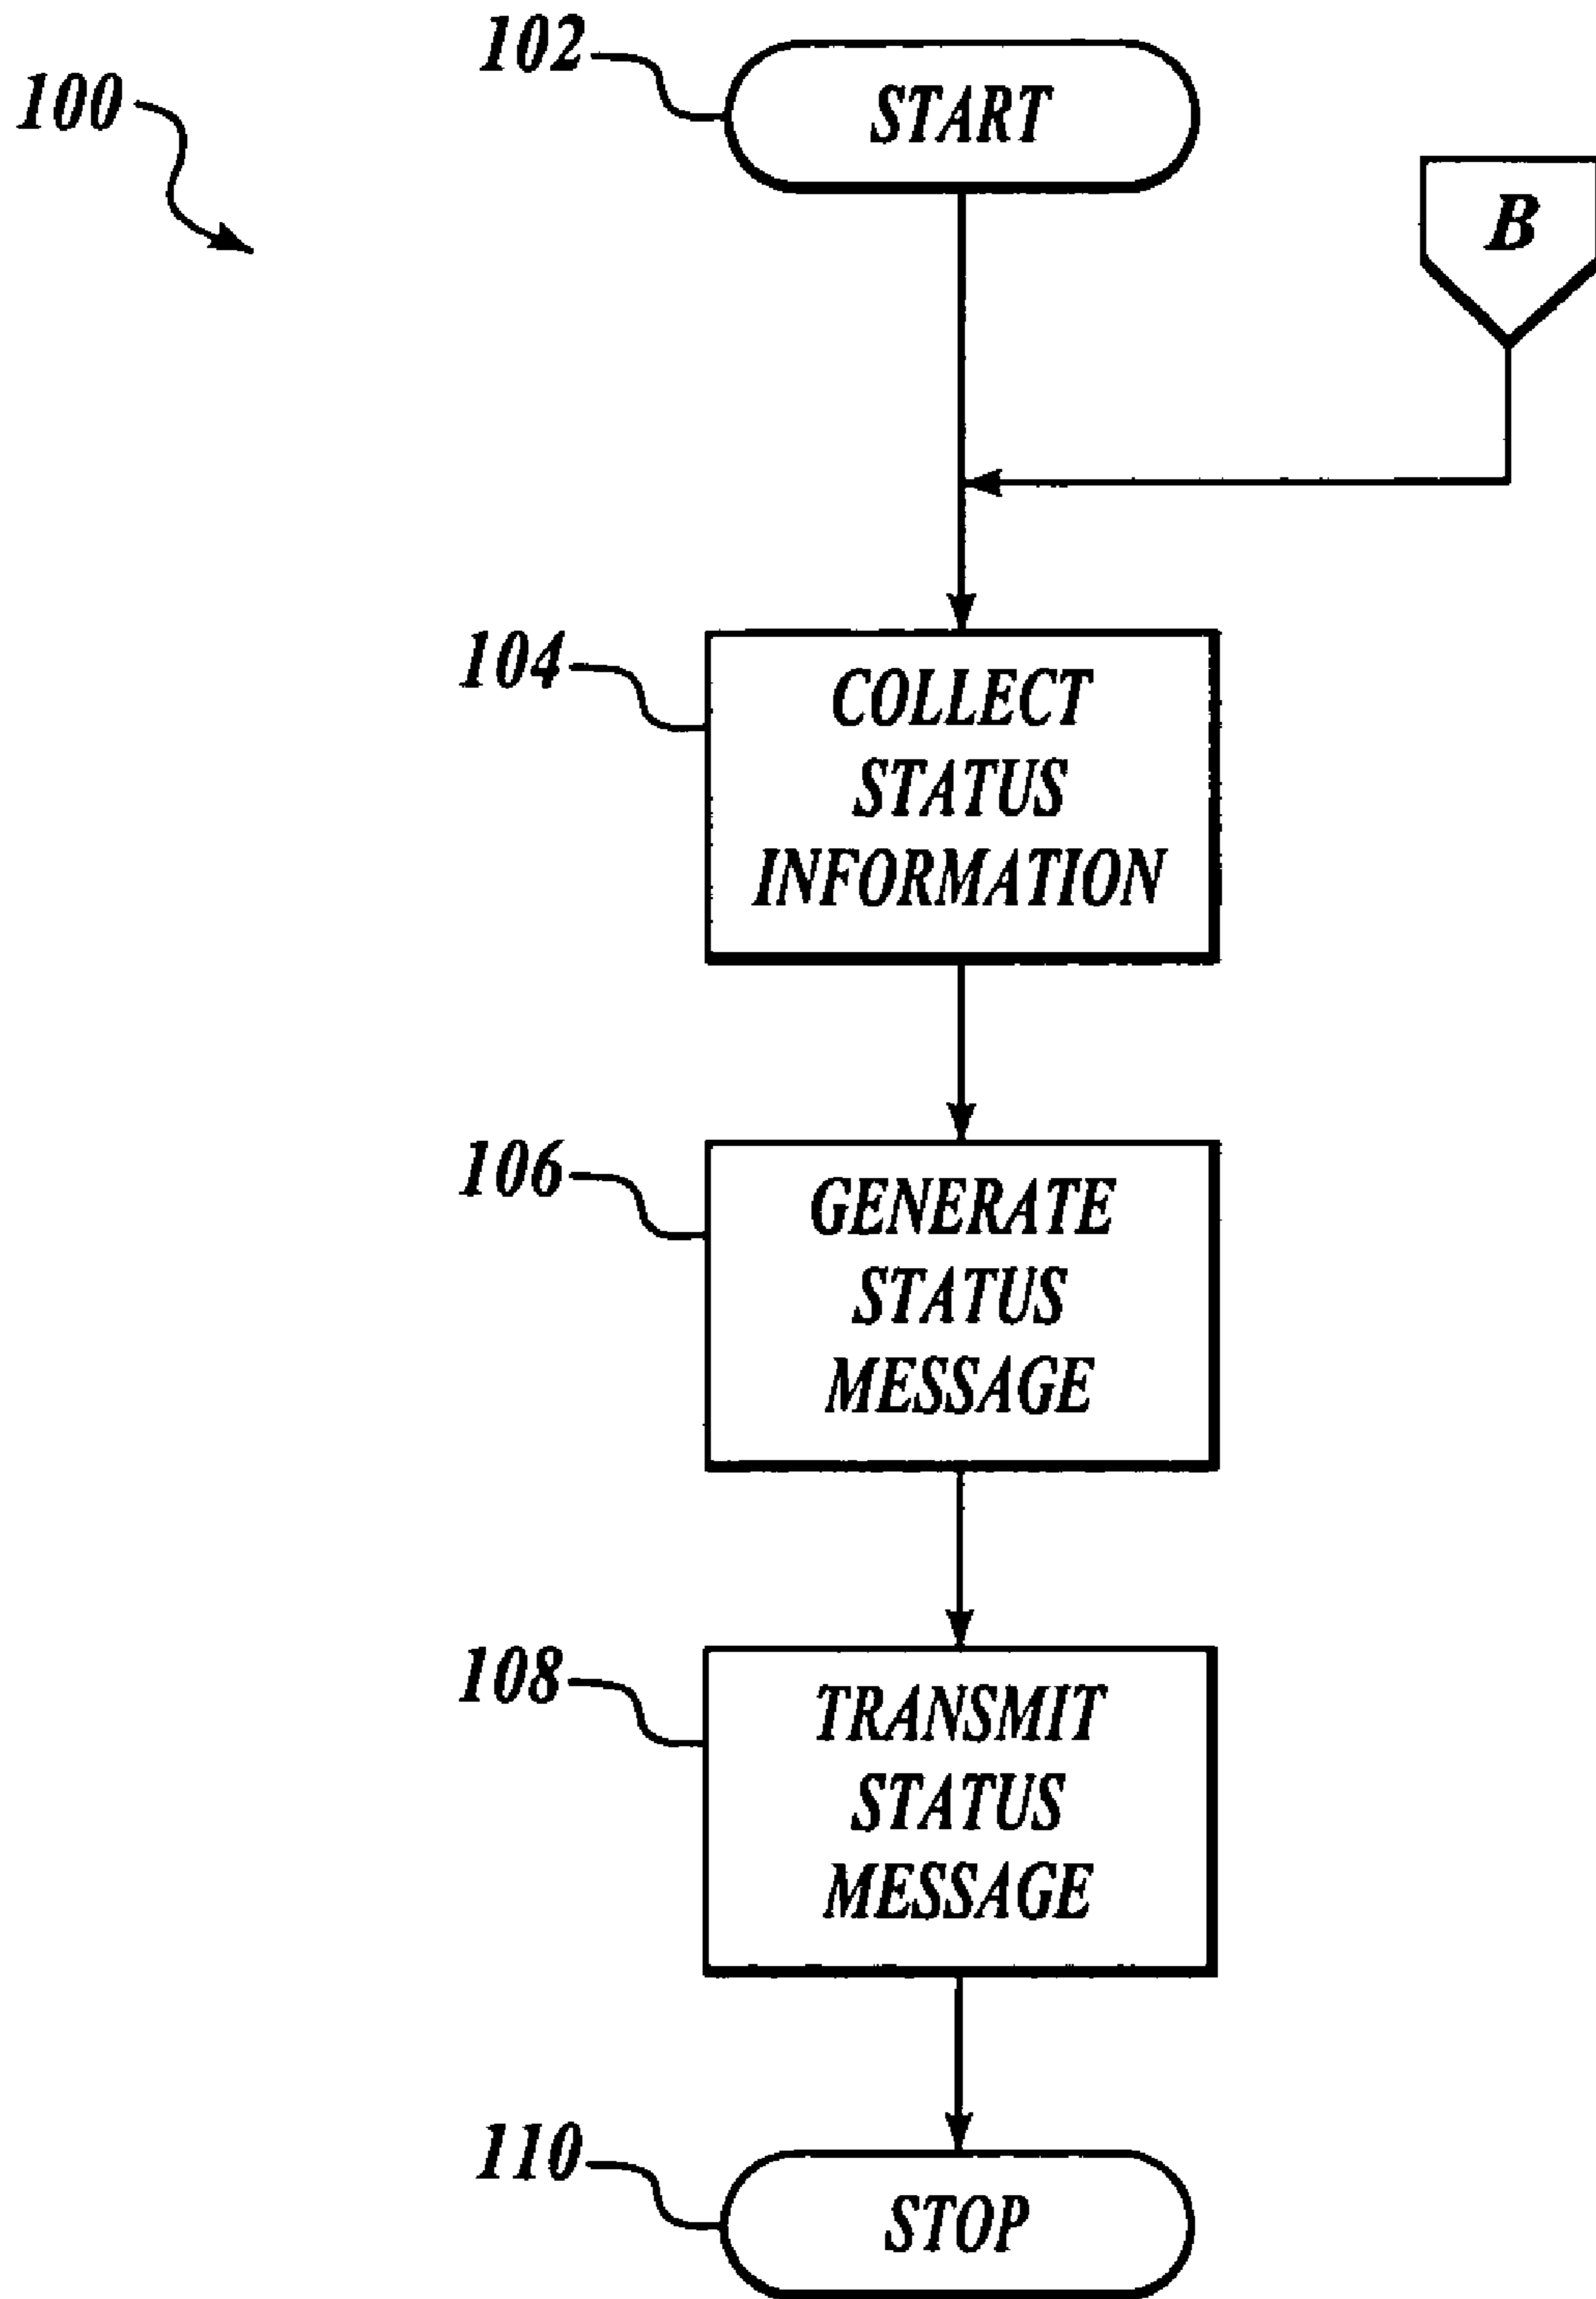 102
START
100
B
104
COLLECT
STATUS
INFORMATION
106
GENERATE
STATUS
MESSAGE
108
TRANSMIT
STATUS
MESSAGE
110
STOP